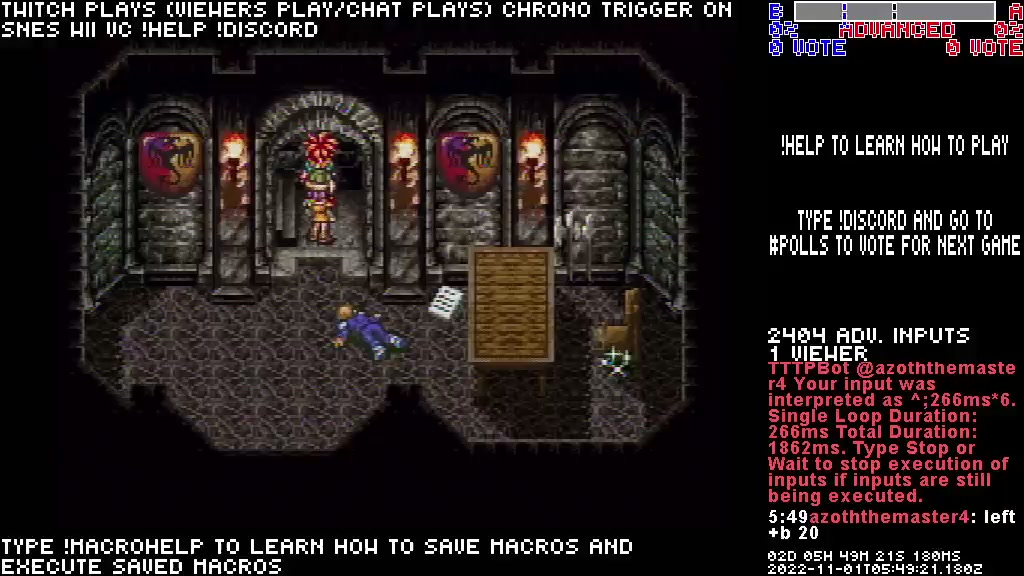 TWITCH PLAYS (VIEWERS PLAY/CHAT PLAYS) CHRONO TRIGGER ON
SNES WII VC !HELP !DISCORD
B A
0% ADVANCED 0%
0 VOTE 0 VOTE
!HELP TO LEARN HOW TO PLAY
TYPE !DISCORD AND GO TO
#POLLS TO VOTE FOR NEXT GAME
2404 ADV. INPUTS
1 VIEWER
TTTPBot @azoththemaste
r4 Your input was
interpreted as ^;266ms*6.
Single Loop Duration:
266ms Total Duration:
1862ms. Type Stop or
Wait to stop execution of
inputs if inputs are still
being executed.
5:49azoththemaster4: left
+b 20
02D 05H 49M 21S 180MS
2022-11-01T05:49:21.180Z
TYPE !MACROHELP TO LEARN HOW TO SAVE MACROS AND
EXECUTE SAVED MACROS